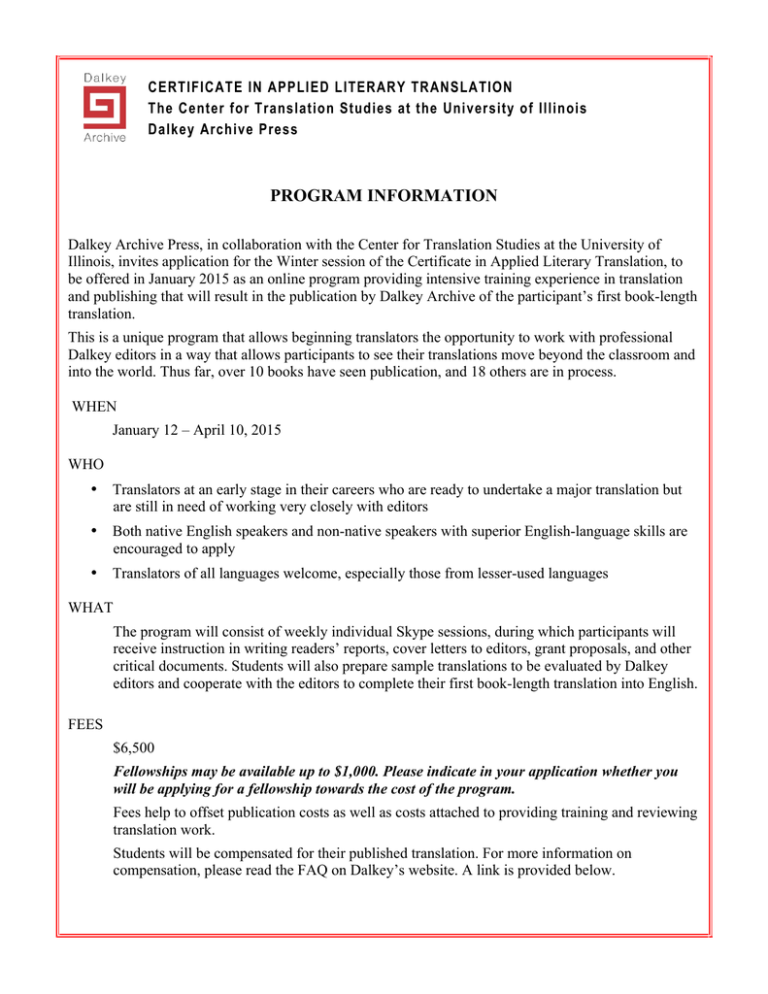 Dalkey
Archive
CERTIFICATE IN APPLIED LITERARY TRANSLATION
The Center for Translation Studies at the University of Illinois
Dalkey Archive Press
PROGRAM INFORMATION
Dalkey Archive Press, in collaboration with the Center for Translation Studies at the University of
Illinois, invites application for the Winter session of the Certificate in Applied Literary Translation, to
be offered in January 2015 as an online program providing intensive training experience in translation
and publishing that will result in the publication by Dalkey Archive of the participant’s first book-length
translation.
This is a unique program that allows beginning translators the opportunity to work with professional
Dalkey editors in a way that allows participants to see their translations move beyond the classroom and
into the world. Thus far, over 10 books have seen publication, and 18 others are in process.
WHEN
January 12 – April 10, 2015
WHO
• Translators at an early stage in their careers who are ready to undertake a major translation but
are still in need of working very closely with editors
• Both native English speakers and non-native speakers with superior English-language skills are
encouraged to apply
• Translators of all languages welcome, especially those from lesser-used languages
WHAT
The program will consist of weekly individual Skype sessions, during which participants will
receive instruction in writing readers’ reports, cover letters to editors, grant proposals, and other
critical documents. Students will also prepare sample translations to be evaluated by Dalkey
editors and cooperate with the editors to complete their first book-length translation into English.
FEES
$6,500
Fellowships may be available up to $1,000. Please indicate in your application whether you
will be applying for a fellowship towards the cost of the program.
Fees help to offset publication costs as well as costs attached to providing training and reviewing
translation work.
Students will be compensated for their published translation. For more information on
compensation, please read the FAQ on Dalkey’s website. A link is provided below.